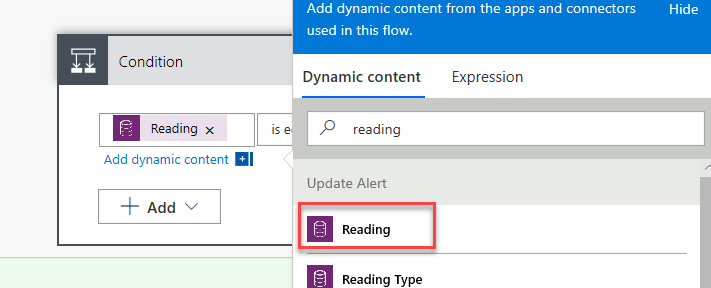 Add dynamic content from the apps and connectors
used in this flow.
Hide
Condition
Dynamic content
Expression
Reading ×
is e
reading
Add dynamic content
Update Alert
Add
Reading
Reading Type